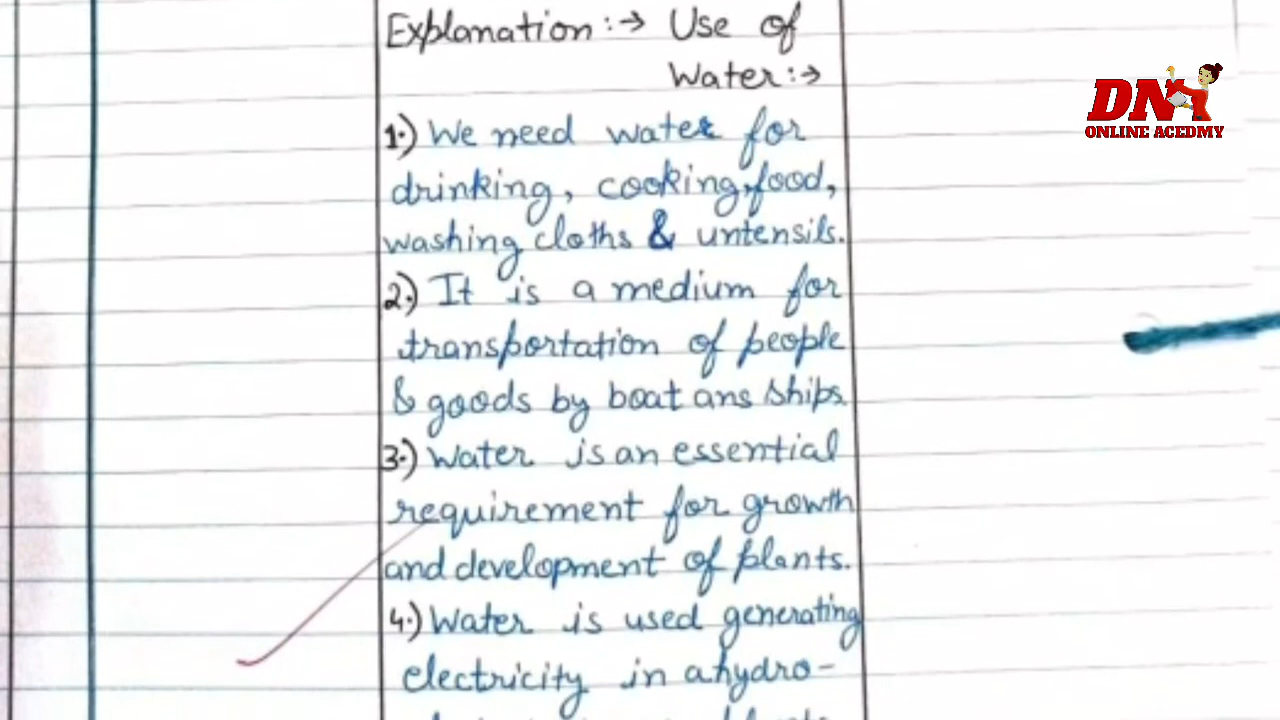 Explanation:→ Use of
Water:→
1.) We need water for
drinking, cooking,food,
washing cloths & untensils.
2.) It is a medium for
transportation of people
& goods by boat ans ships.
3.) Water is an essential
requirement for growth
and development of plants.
4.) Water is used generating
electricity in a hydro-
DN
ONLINE ACEDMY